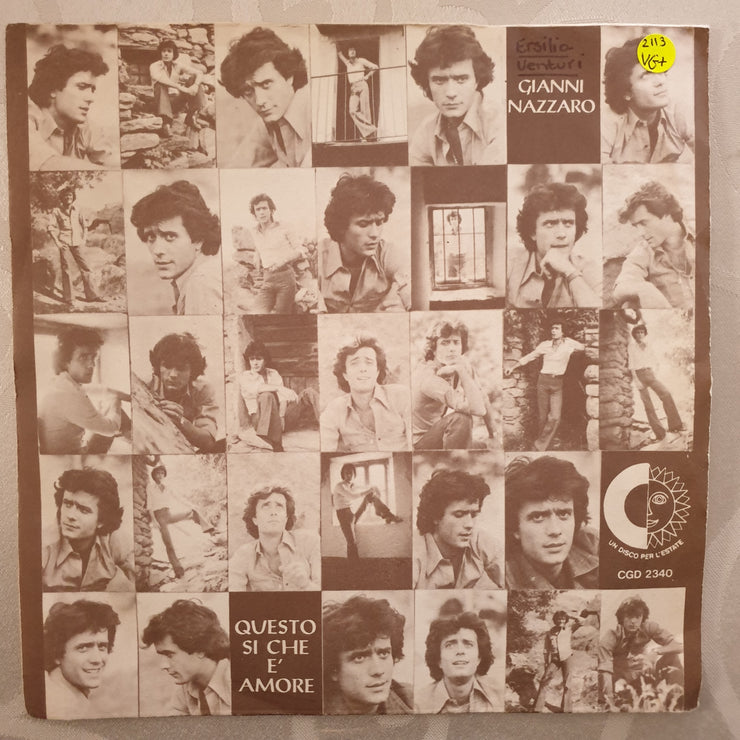 Ersilia
Venturi
GIANNI
NAZZARO
2113
VG+
UN DISCO PER L'ESTATE
CGD 2340
QUESTO
SI CHE
E'
AMORE